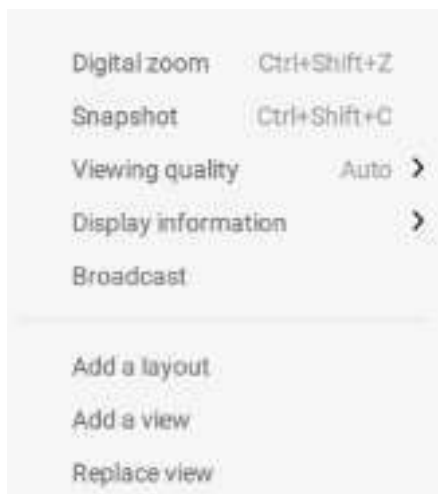 Digital zoom Ctrl+Shift+Z
Snapshot Ctrl+Shift+C
Viewing quality Auto
Display information
Broadcast
Add a layout
Add a view
Replace view